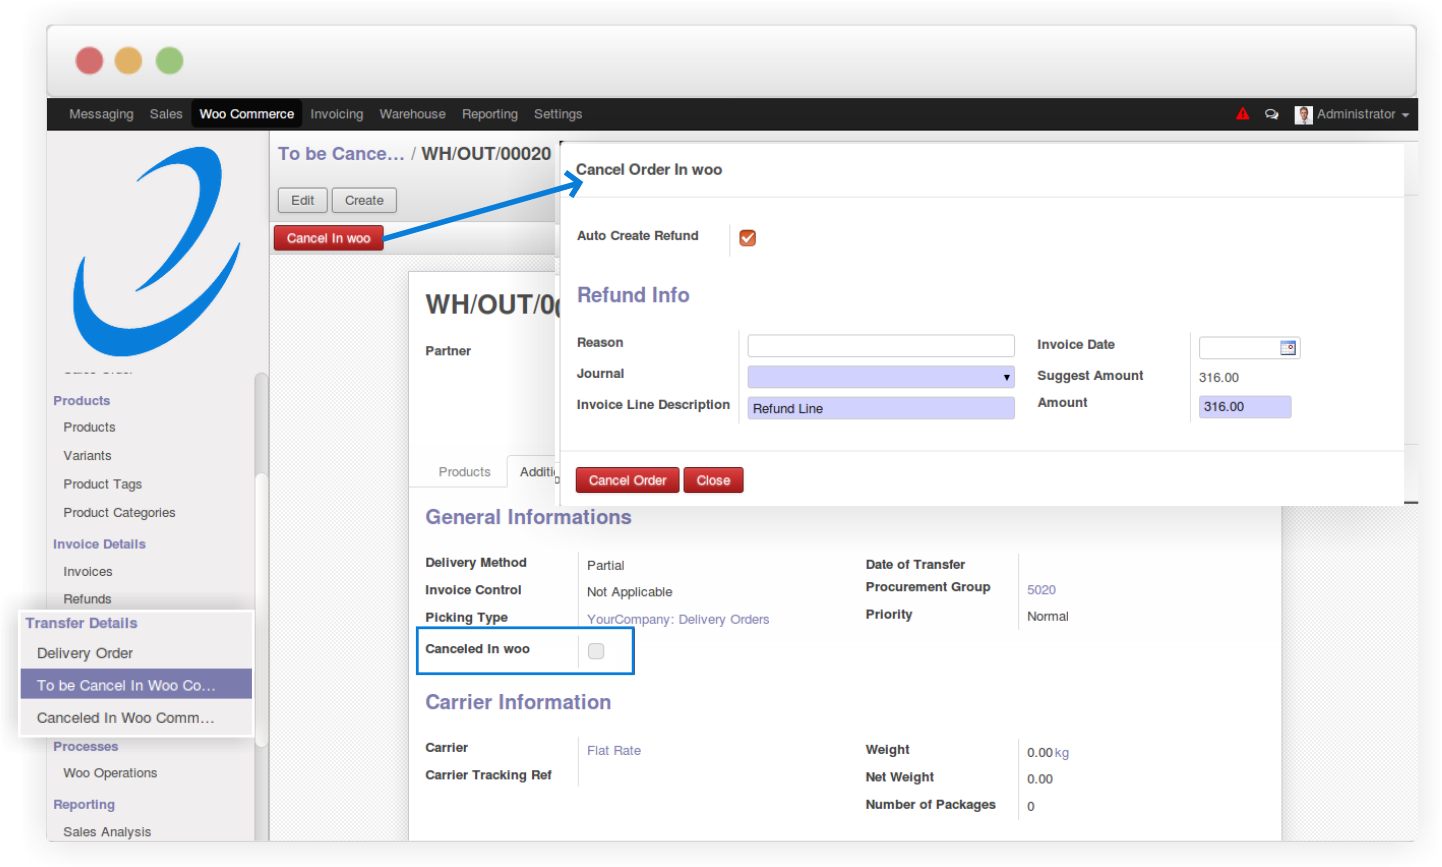 Messaging Sales Woo Commerce Invoicing Warehouse Reporting Settings Administrator
To be Cance... / WH/OUT/00020
Edit Create
Cancel In woo
Cancel Order In woo
Auto Create Refund
Refund Info
Reason
Journal
Invoice Line Description Refund Line
Invoice Date
Suggest Amount 316.00
Amount 316.00
Cancel Order Close
WH/OUT/0
Partner
Products Additi
General Informations
Delivery Method Partial
Invoice Control Not Applicable
Picking Type YourCompany: Delivery Orders
Canceled In woo
Date of Transfer
Procurement Group 5020
Priority Normal
Carrier Information
Carrier Flat Rate
Carrier Tracking Ref
Weight 0.00 kg
Net Weight 0.00
Number of Packages 0
Products
Products
Variants
Product Tags
Product Categories
Invoice Details
Invoices
Refunds
Transfer Details
Delivery Order
To be Cancel In Woo Co...
Canceled In Woo Comm...
Processes
Woo Operations
Reporting
Sales Analysis